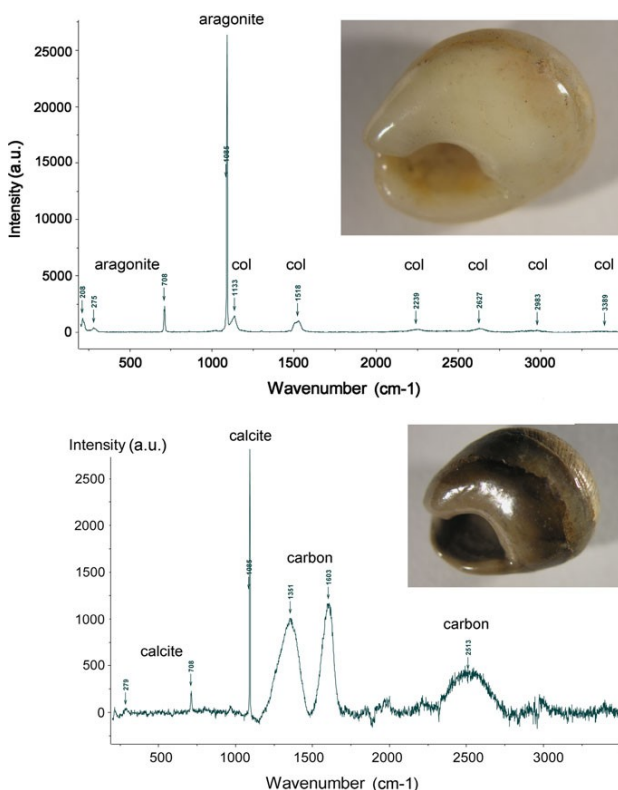 aragonite
25000
20000
15000
10000
5000
0
Intensity (a.u.)
1085
aragonite
208
275
708
col
1133
col
1518
col
2239
col
2627
col
2983
col
3389
500 1000 1500 2000 2500 3000
Wavenumber (cm-1)
Intensity (a.u.)
calcite
2500
2000
1500
1000
500
0
1085
carbon
1351
1603
calcite
279
708
carbon
2513
500 1000 1500 2000 2500 3000
Wavenumber (cm-1)